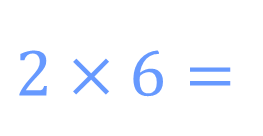 2 × 6 =